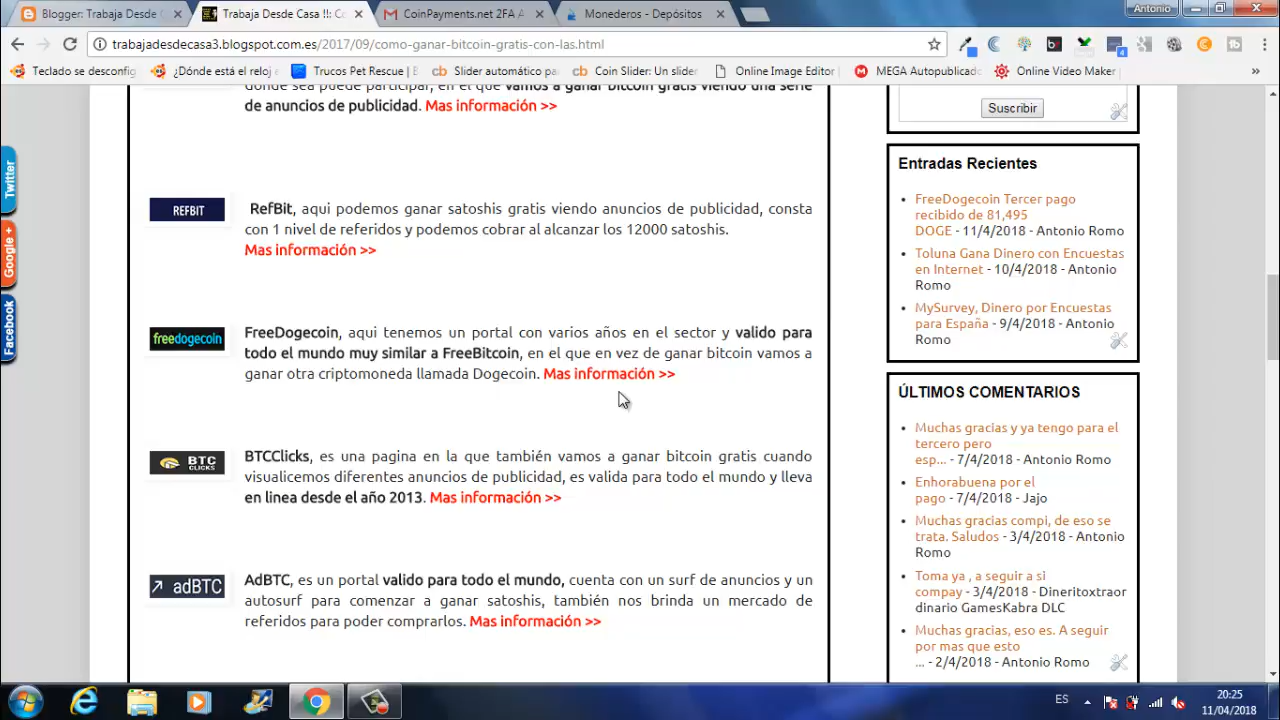 Blogger: Trabaja Desde C
Trabaja Desde Casa !!: C
CoinPayments.net 2FA A
Monederos - Depósitos
Antonio
trabajadesdecasa3.blogspot.com.es/2017/09/como-ganar-bitcoin-gratis-con-las.html
4
Teclado se desconfig
¿Dónde está el reloj
Trucos Pet Rescue | B
Slider automático pa
Coin Slider: Un slider
Online Image Editor
MEGA Autopublicad
Online Video Maker
»
Twitter
Google +
Facebook
donde sea puede participar, en el que vamos a ganar bitcoin gratis viendo una serie
de anuncios de publicidad. Mas información >>
REFBIT
RefBit, aqui podemos ganar satoshis gratis viendo anuncios de publicidad, consta
con 1 nivel de referidos y podemos cobrar al alcanzar los 12000 satoshis.
Mas información >>
freedogecoin
FreeDogecoin, aqui tenemos un portal con varios años en el sector y valido para
todo el mundo muy similar a FreeBitcoin, en el que en vez de ganar bitcoin vamos a
ganar otra criptomoneda llamada Dogecoin. Mas información >>
BTC
CLICKS
BTCClicks, es una pagina en la que también vamos a ganar bitcoin gratis cuando
visualicemos diferentes anuncios de publicidad, es valida para todo el mundo y lleva
en linea desde el año 2013. Mas información >>
adBTC
AdBTC, es un portal valido para todo el mundo, cuenta con un surf de anuncios y un
autosurf para comenzar a ganar satoshis, también nos brinda un mercado de
referidos para poder comprarlos. Mas información >>
Suscribir
Entradas Recientes
FreeDogecoin Tercer pago
recibido de 81,495
DOGE - 11/4/2018 - Antonio Romo
Toluna Gana Dinero con Encuestas
en Internet - 10/4/2018 - Antonio
Romo
MySurvey, Dinero por Encuestas
para España - 9/4/2018 - Antonio
Romo
ÚLTIMOS COMENTARIOS
Muchas gracias y ya tengo para el
tercero pero
esp... - 7/4/2018 - Antonio Romo
Enhorabuena por el
pago - 7/4/2018 - Jajo
Muchas gracias compi, de eso se
trata. Saludos - 3/4/2018 - Antonio
Romo
Toma ya , a seguir a si
compay - 3/4/2018 - Dineritoxtraor
dinario GamesKabra DLC
Muchas gracias, eso es. A seguir
por mas que esto
... - 2/4/2018 - Antonio Romo
ES
20:25
11/04/2018